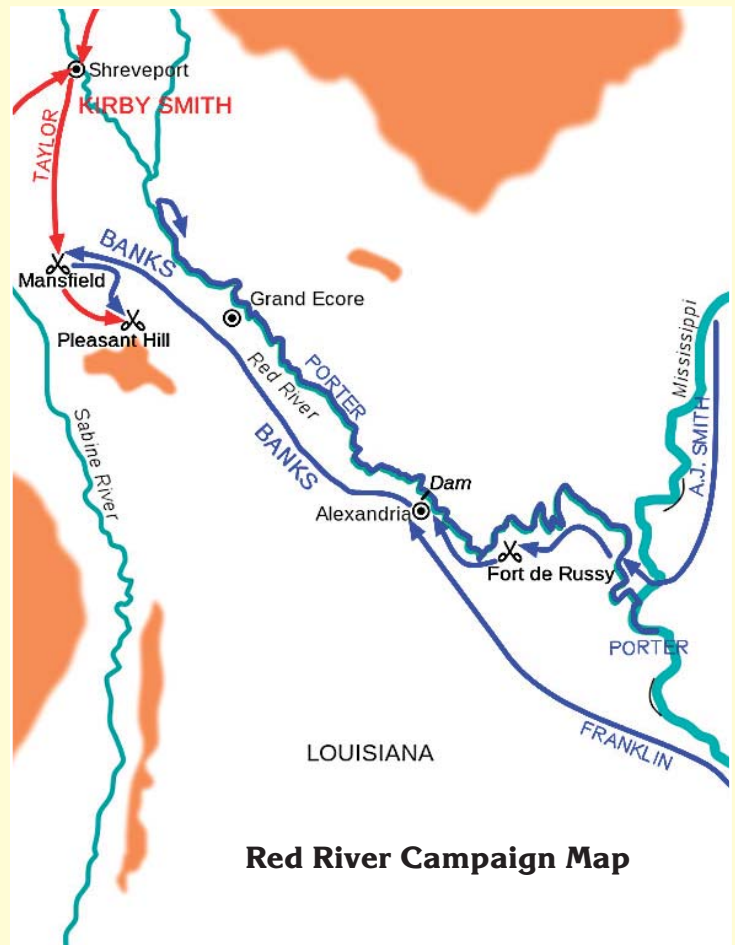 Shreveport
KIRBY SMITH
TAYLOR
BANKS
Mansfield
Grand Ecore
Pleasant Hill
Mississippi
Red River
PORTER
A.J. SMITH
Sabine River
BANKS
Dam
Alexandria
Fort de Russy
PORTER
FRANKLIN
LOUISIANA
Red River Campaign Map